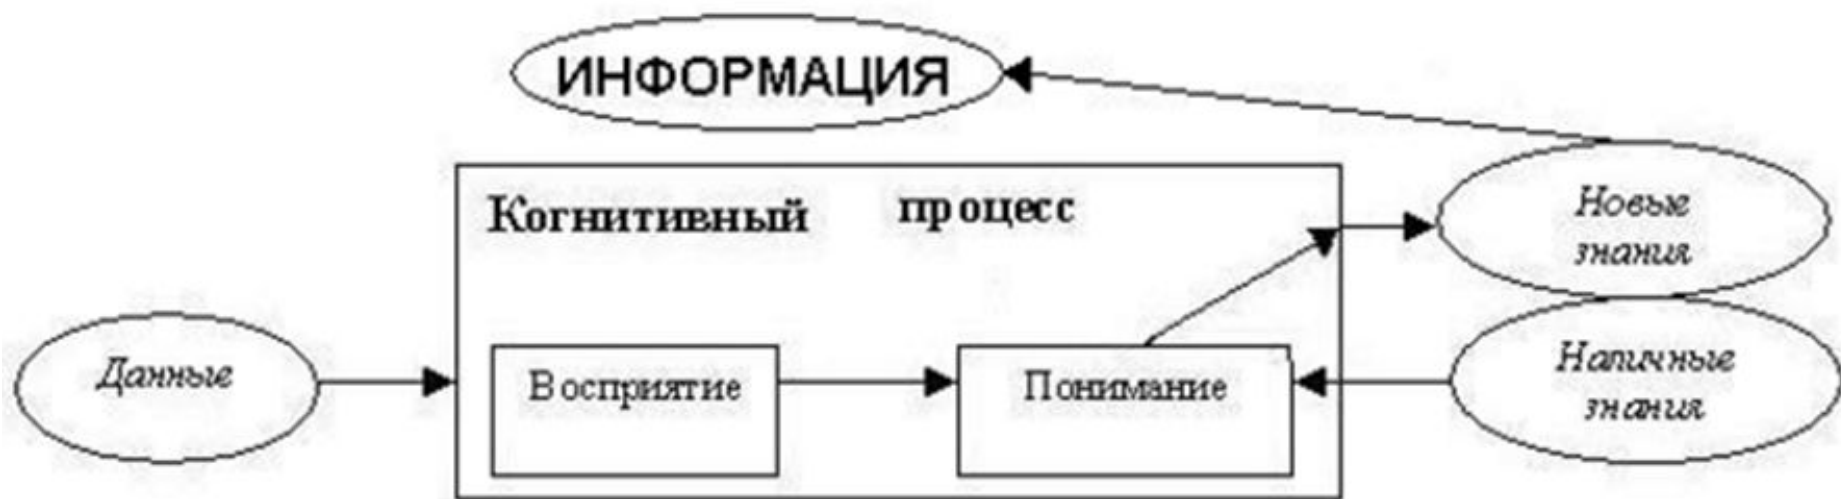 ИНФОРМАЦИЯ
Когнитивный процесс
Новые
знания
Данные
Восприятие
Понимание
Наличные
знания